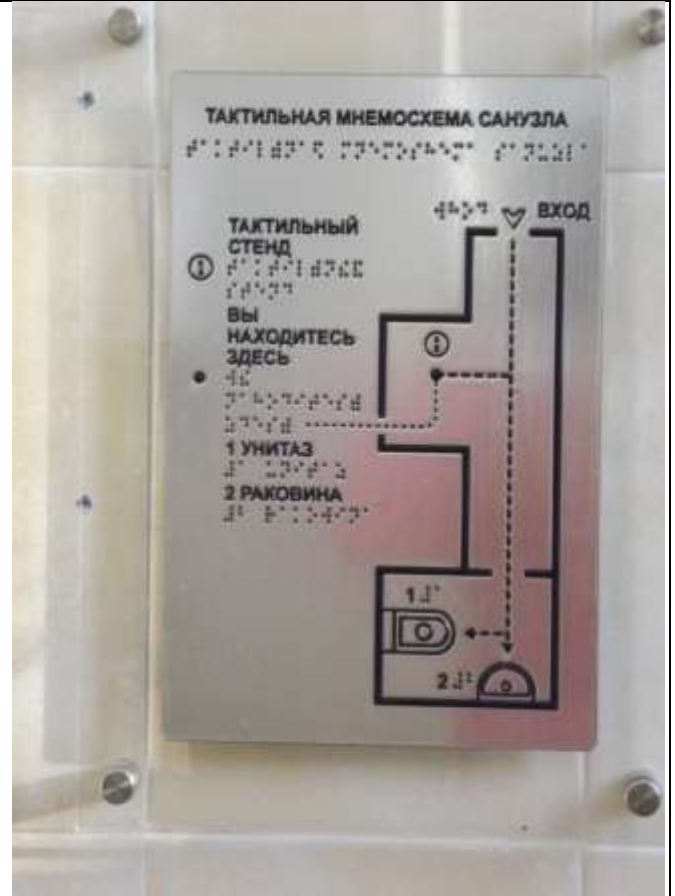 ТАКТИЛЬНАЯ МНЕМОСХЕМА САНУЗЛА
⠞⠁⠅⠞⠊⠇⠾⠝⠁⠫ ⠍⠝⠑⠍⠕⠎⠓⠑⠍⠁ ⠎⠁⠝⠥⠵⠇⠁
⠺⠓⠕⠙ ВХОД
ТАКТИЛЬНЫЙ
СТЕНД
⠞⠁⠅⠞⠊⠇⠾⠝⠮⠯
⠎⠞⠑⠝⠙
ВЫ
НАХОДИТЕСЬ
ЗДЕСЬ
⠺⠮
⠝⠁⠓⠕⠙⠊⠞⠑⠎⠾
⠵⠙⠑⠎⠾
1 УНИТАЗ
⠼⠁ ⠥⠝⠊⠞⠁⠵
2 РАКОВИНА
⠼⠃ ⠗⠁⠅⠕⠺⠊⠝⠁
1 ⠼⠁
2 ⠼⠃